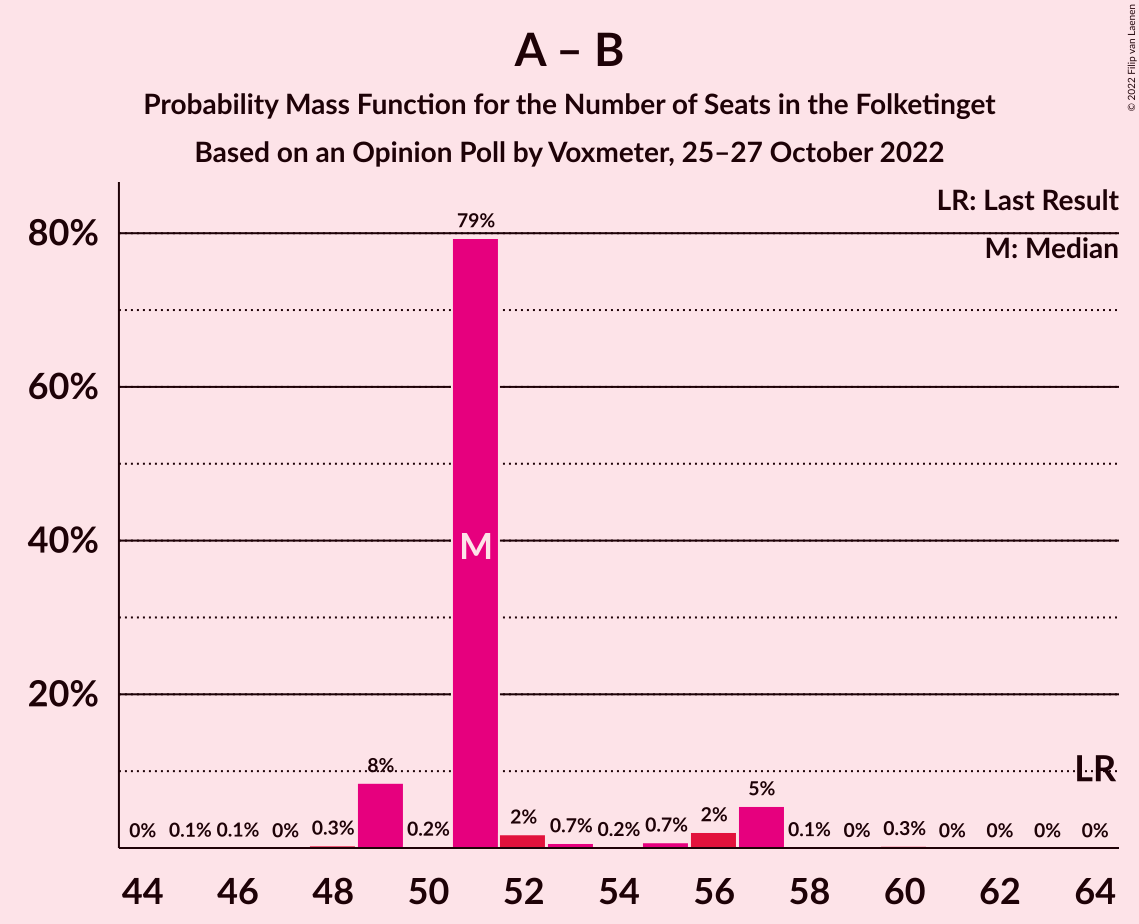 A – B
Probability Mass Function for the Number of Seats in the Folketinget
Based on an Opinion Poll by Voxmeter, 25–27 October 2022
© 2022 Filip van Laenen
LR: Last Result
M: Median
80%
60%
40%
20%
79%
M
LR
0% 0.1% 0.1% 0% 0.3% 8% 0.2% 2% 0.7% 0.2% 0.7% 2% 5% 0.1% 0% 0.3% 0% 0% 0% 0%
44 46 48 50 52 54 56 58 60 62 64